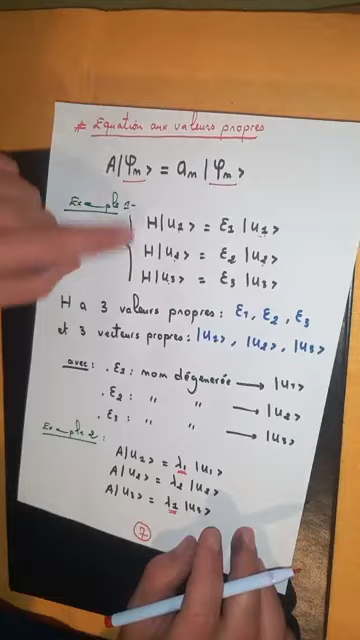 # Equation aux valeurs propres
A|φn> = an |φn>
Exemple 1-
H|u1> = ε1 |u1>
H|u2> = ε2 |u2>
H|u3> = ε3 |u3>
H a 3 valeurs propres : ε1, ε2, ε3
et 3 vecteurs propres : |u1>, |u2>, |u3>
avec : . ε1 : non dégénerée → |u1>
. ε2 : " " → |u2>
. ε3 : " " → |u3>
Exemple 2 :
A|u1> = λ1 |u1>
A|u2> = λ2 |u2>
A|u3> = λ1 |u3>
7